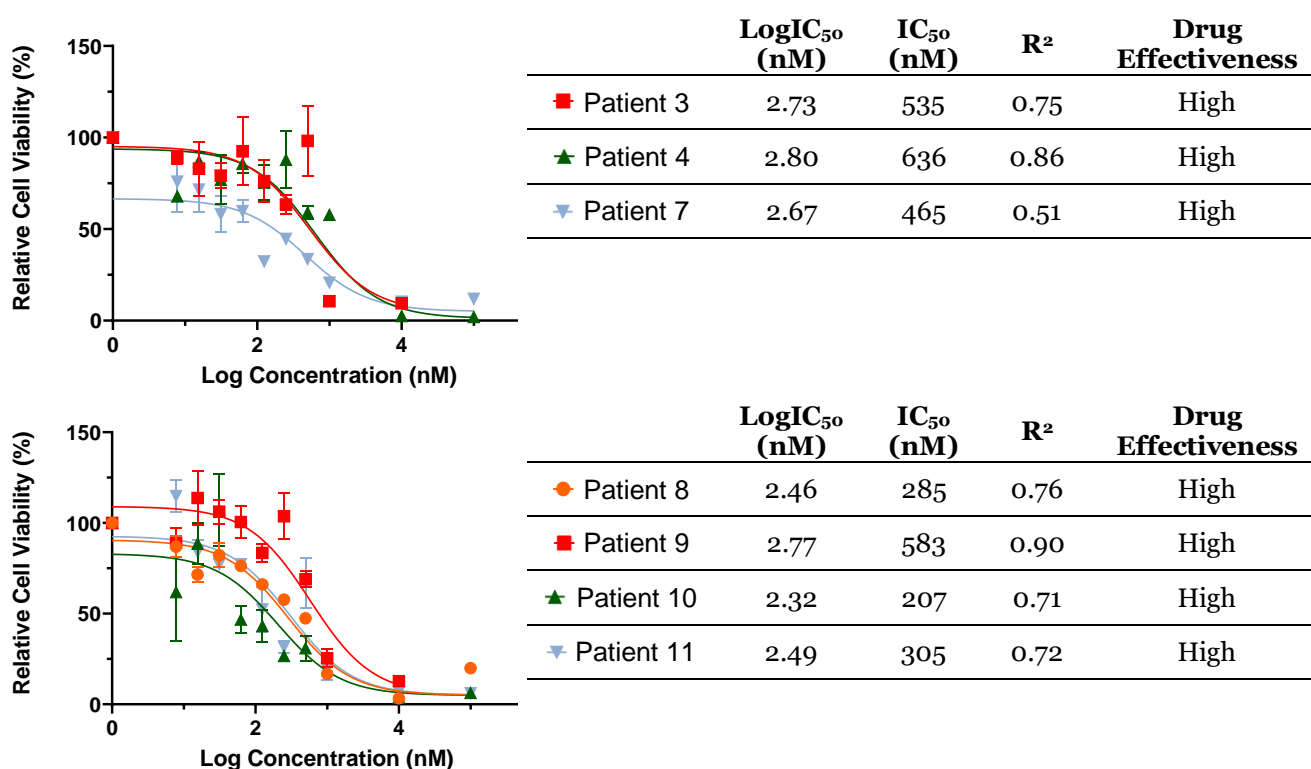 Relative Cell Viability (%)
150
100
50
0
0 2 4
Log Concentration (nM)
LogIC₅₀ (nM) IC₅₀ (nM) R² Drug Effectiveness
Patient 3 2.73 535 0.75 High
Patient 4 2.80 636 0.86 High
Patient 7 2.67 465 0.51 High
Relative Cell Viability (%)
150
100
50
0
0 2 4
Log Concentration (nM)
LogIC₅₀ (nM) IC₅₀ (nM) R² Drug Effectiveness
Patient 8 2.46 285 0.76 High
Patient 9 2.77 583 0.90 High
Patient 10 2.32 207 0.71 High
Patient 11 2.49 305 0.72 High